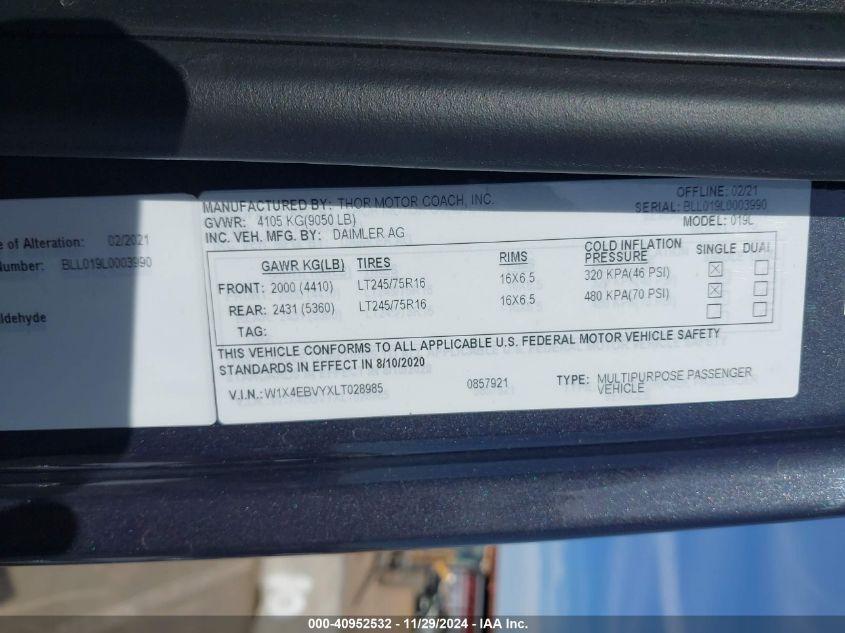 MANUFACTURED BY: THOR MOTOR COACH, INC. OFFLINE: 02/21
GVWR: 4105 KG(9050 LB) SERIAL: BLL019L0003990
INC. VEH. MFG. BY: DAIMLER AG MODEL: 019L
GAWR KG(LB) TIRES RIMS COLD INFLATION PRESSURE SINGLE DUAL
FRONT: 2000 (4410) LT245/75R16 16X6.5 320 KPA(46 PSI) ☒ ☐
REAR: 2431 (5360) LT245/75R16 16X6.5 480 KPA(70 PSI) ☒ ☐
TAG: ☐ ☐
THIS VEHICLE CONFORMS TO ALL APPLICABLE U.S. FEDERAL MOTOR VEHICLE SAFETY
STANDARDS IN EFFECT IN 8/10/2020
V.I.N.: W1X4EBVYXLT028985 0857921 TYPE: MULTIPURPOSE PASSENGER
VEHICLE
e of Alteration: 02/2021
Number: BLL019L0003990
aldehyde
000-40952532 - 11/29/2024 - IAA Inc.